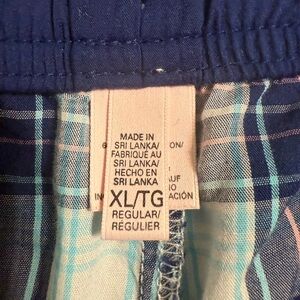 MADE IN
SRI LANKA/
FABRIQUÉ AU
SRI LANKA/
HECHO EN
SRI LANKA
XL/TG
REGULAR/
RÉGULIER